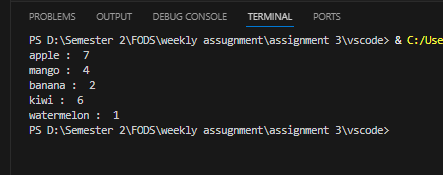 PROBLEMS OUTPUT DEBUG CONSOLE TERMINAL PORTS
PS D:\Semester 2\FODS\weekly assugnment\assignment 3\vscode> & C:/Use
apple :  7
mango :  4
banana :  2
kiwi :  6
watermelon :  1
PS D:\Semester 2\FODS\weekly assugnment\assignment 3\vscode>